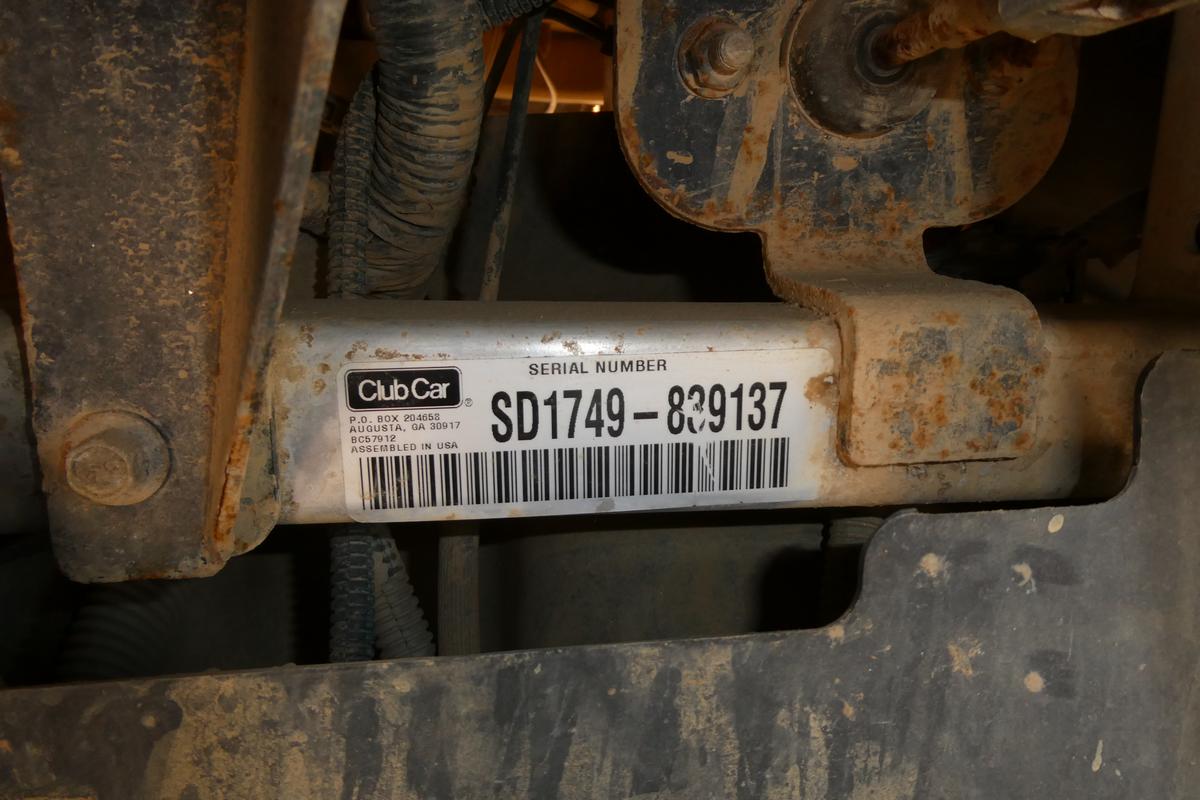 SERIAL NUMBER
Club Car®
SD1749-839137
P.O. BOX 204658
AUGUSTA, GA 30917
BC57912
ASSEMBLED IN USA